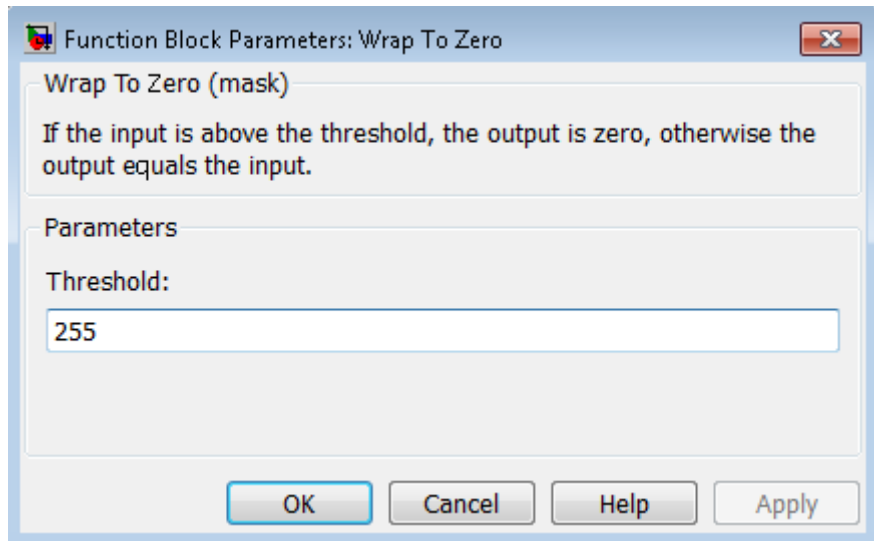 Function Block Parameters: Wrap To Zero
Wrap To Zero (mask)
If the input is above the threshold, the output is zero, otherwise the
output equals the input.
Parameters
Threshold:
255
OK
Cancel
Help
Apply